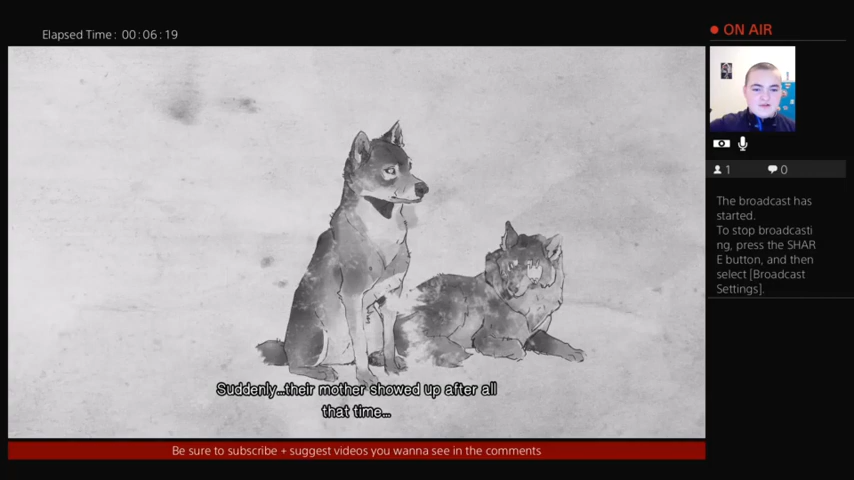 Elapsed Time: 00:06:19
ON AIR
1
0
The broadcast has
started.
To stop broadcasti
ng, press the SHAR
E button, and then
select [Broadcast
Settings].
Suddenly...their mother showed up after all
that time...
Be sure to subscribe + suggest videos you wanna see in the comments